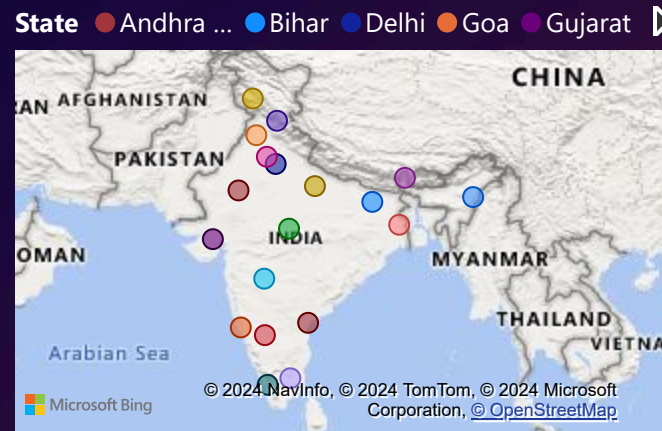 State Andhra ... Bihar Delhi Goa Gujarat
CHINA
AN AFGHANISTAN
PAKISTAN
INDIA
OMAN
MYANMAR
THAILAND
VIETNA
Arabian Sea
© 2024 NavInfo, © 2024 TomTom, © 2024 Microsoft
Microsoft Bing
Corporation, © OpenStreetMap